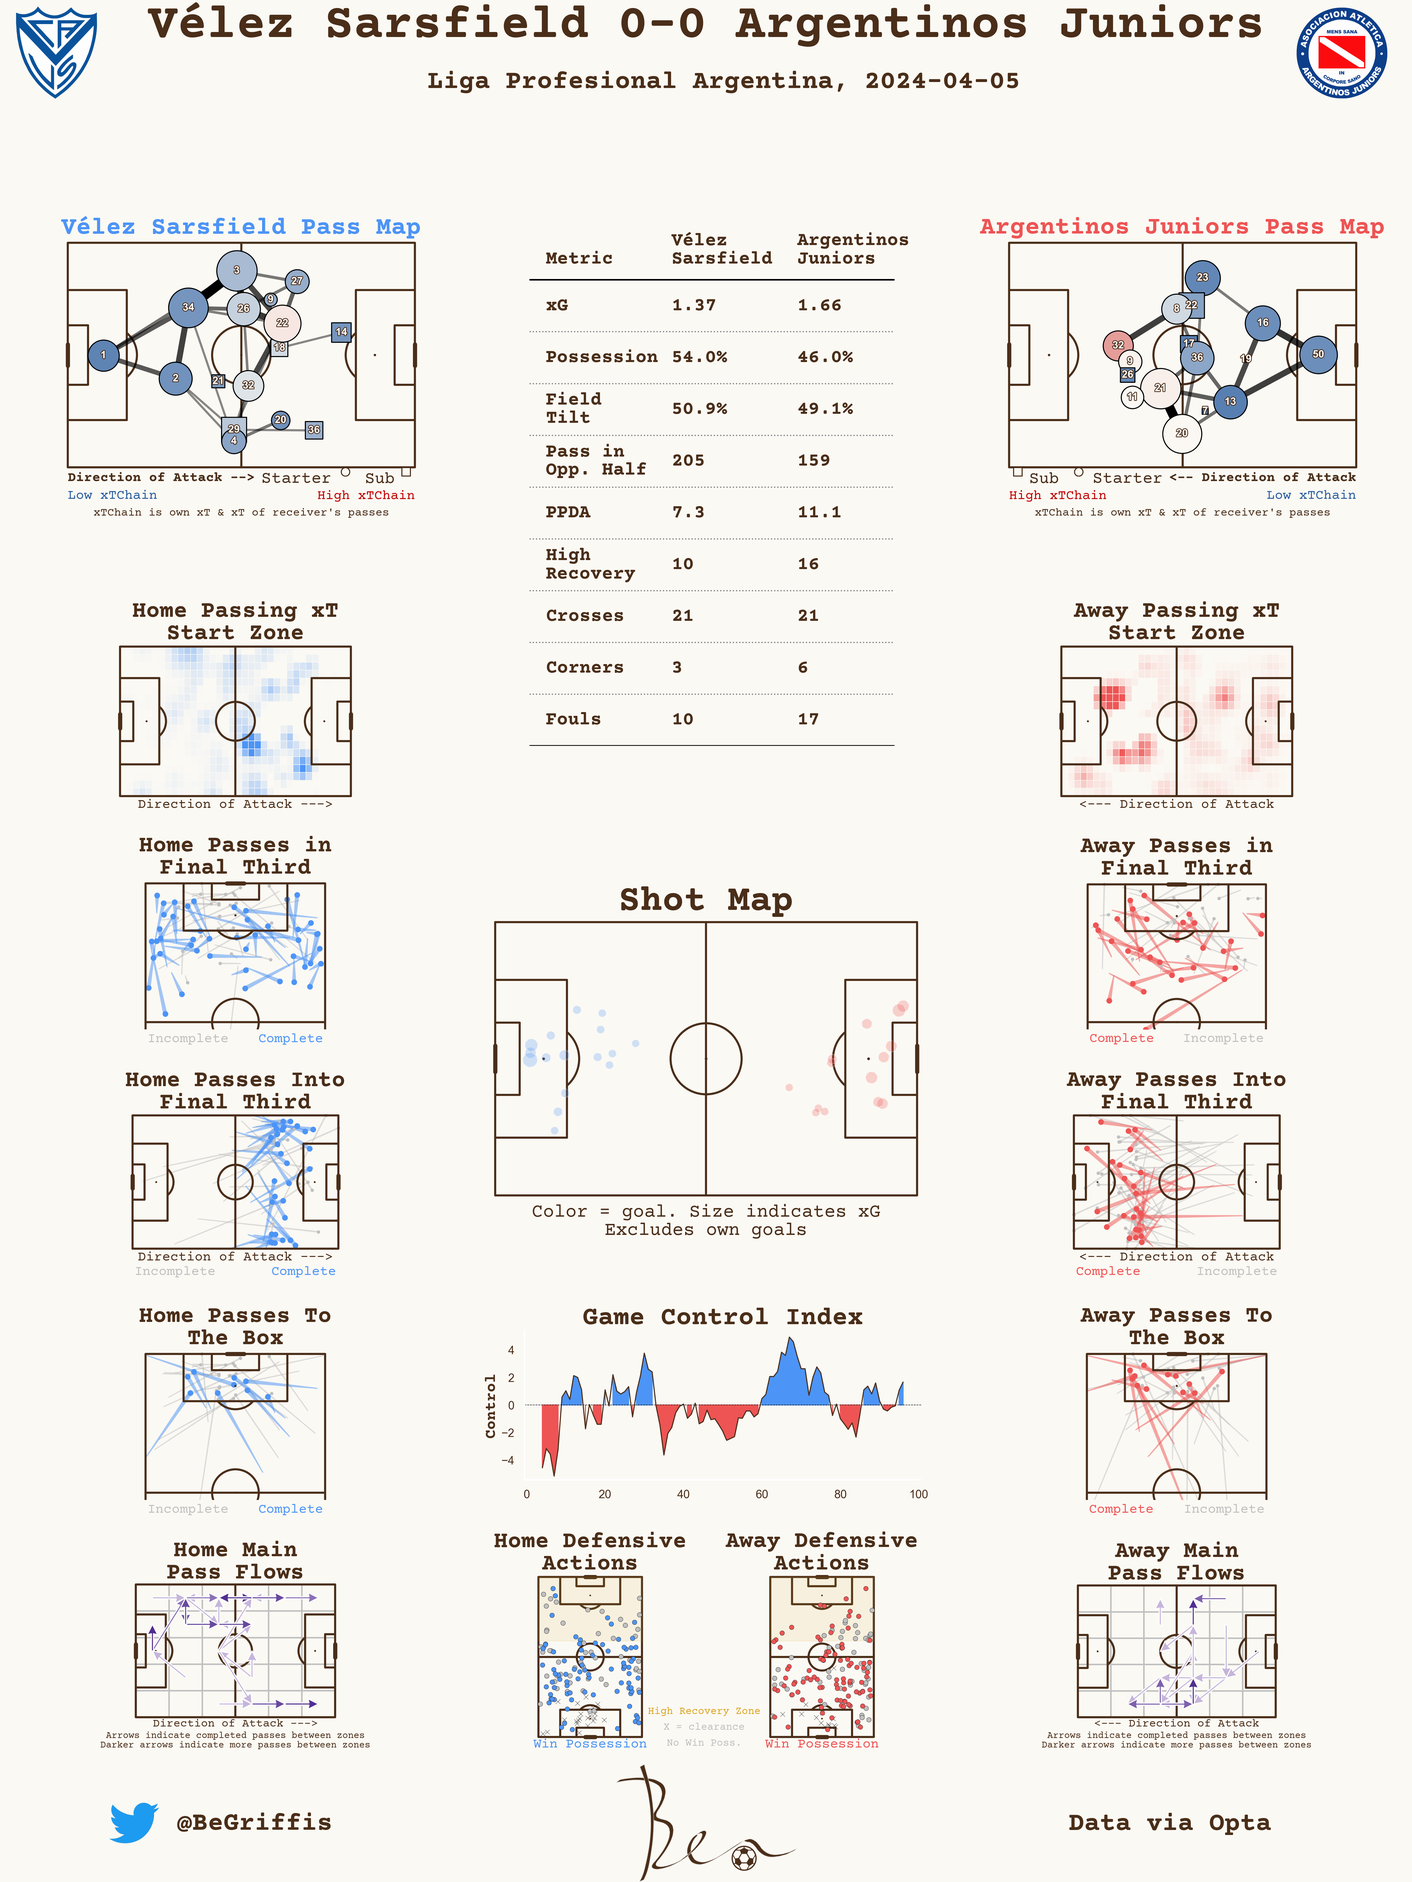 Vélez Sarsfield 0-0 Argentinos Juniors
Liga Profesional Argentina, 2024-04-05
ASOCIACION ATLETICA
MENS SANA
IN
CORPORE SANO
ARGENTINOS JUNIORS
Vélez Sarsfield Pass Map
3
27
9
34
26
22
14
18
1
2
21
32
20
29
36
4
Direction of Attack --> Starter Sub
Low xTChain High xTChain
xTChain is own xT & xT of receiver's passes
Metric Vélez Sarsfield Argentinos Juniors
xG 1.37 1.66
Possession 54.0% 46.0%
Field Tilt 50.9% 49.1%
Pass in Opp. Half 205 159
PPDA 7.3 11.1
High Recovery 10 16
Crosses 21 21
Corners 3 6
Fouls 10 17
Argentinos Juniors Pass Map
23
8
22
16
32
17
9
36
19
50
26
21
11
13
7
20
Sub Starter <-- Direction of Attack
High xTChain Low xTChain
xTChain is own xT & xT of receiver's passes
Home Passing xT
Start Zone
Direction of Attack --->
Away Passing xT
Start Zone
<--- Direction of Attack
Home Passes in
Final Third
Incomplete Complete
Shot Map
Color = goal. Size indicates xG
Excludes own goals
Away Passes in
Final Third
Complete Incomplete
Home Passes Into
Final Third
Direction of Attack --->
Incomplete Complete
Away Passes Into
Final Third
<--- Direction of Attack
Complete Incomplete
Home Passes To
The Box
Incomplete Complete
Game Control Index
Control
4
2
0
−2
−4
0 20 40 60 80 100
Away Passes To
The Box
Complete Incomplete
Home Main
Pass Flows
Direction of Attack --->
Arrows indicate completed passes between zones
Darker arrows indicate more passes between zones
Home Defensive
Actions
Win Possession
Away Defensive
Actions
Win Possession
High Recovery Zone
X = clearance
No Win Poss.
Away Main
Pass Flows
<--- Direction of Attack
Arrows indicate completed passes between zones
Darker arrows indicate more passes between zones
@BeGriffis
Ben
Data via Opta